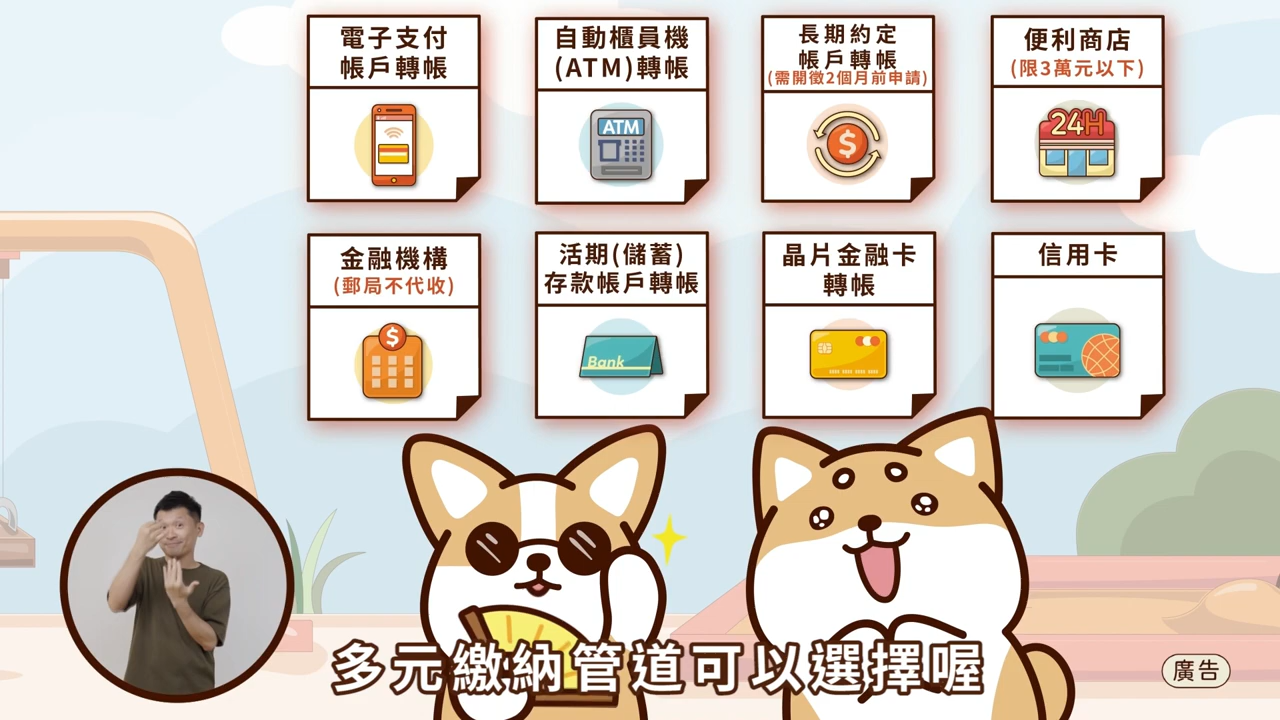 電子支付
帳戶轉帳
自動櫃員機
(ATM)轉帳
ATM
長期約定
帳戶轉帳
(需開徵2個月前申請)
$
便利商店
(限3萬元以下)
24H
金融機構
(郵局不代收)
$
活期(儲蓄)
存款帳戶轉帳
Bank
晶片金融卡
轉帳
信用卡
多元繳納管道可以選擇喔
廣告